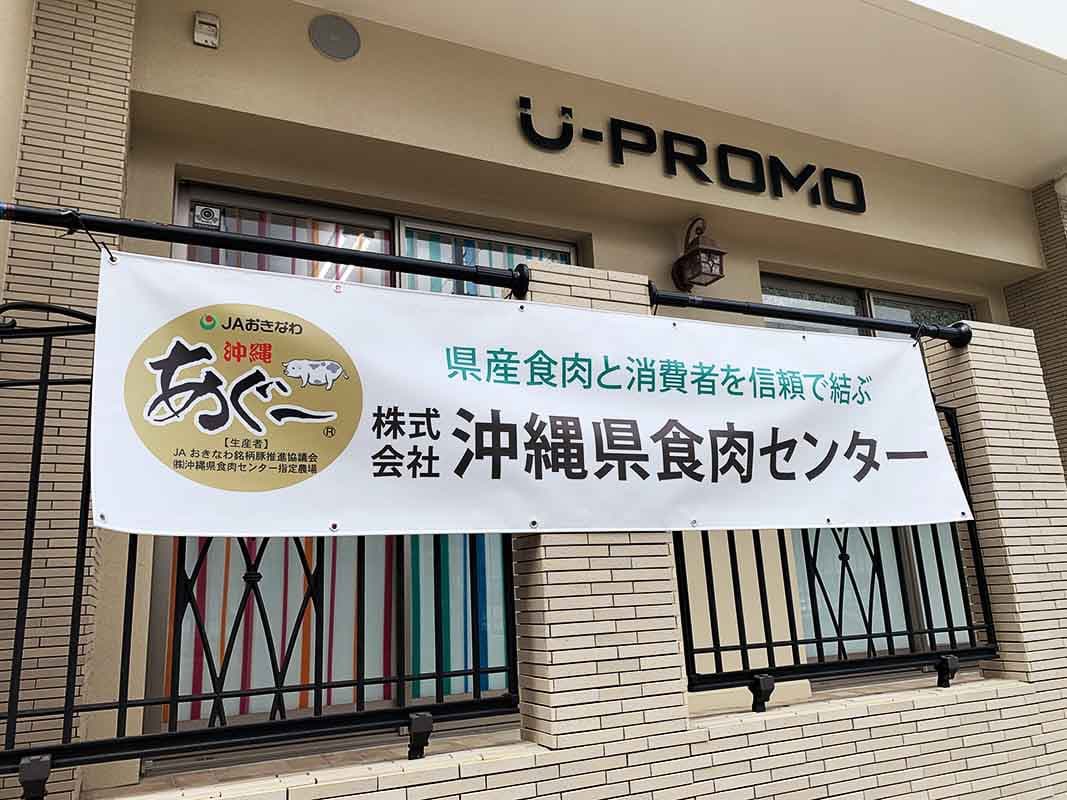 U-PROMO
JAおきなわ
沖縄
あぐー
®
【生産者】
JA おきなわ銘柄豚推進協議会
㈱沖縄県食肉センター指定農場
県産食肉と消費者を信頼で結ぶ
株式会社 沖縄県食肉センター